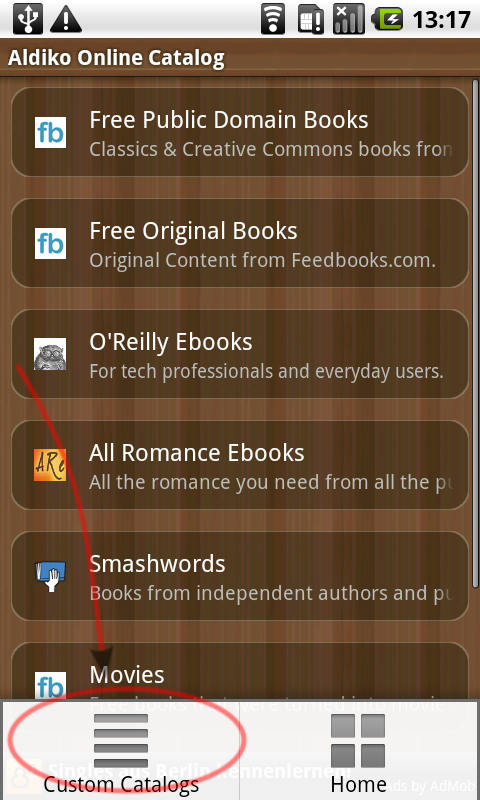 13:17
Aldiko Online Catalog
fb
Free Public Domain Books
Classics & Creative Commons books from
fb
Free Original Books
Original Content from Feedbooks.com.
O'Reilly Ebooks
For tech professionals and everyday users.
ARe
All Romance Ebooks
All the romance you need from all the pu
Smashwords
Books from independent authors and pu
fb
Movies
Free books that were turned into movie
Singles aus Berlin Kennenlernen!
Custom Catalogs
Home
ds by AdMob